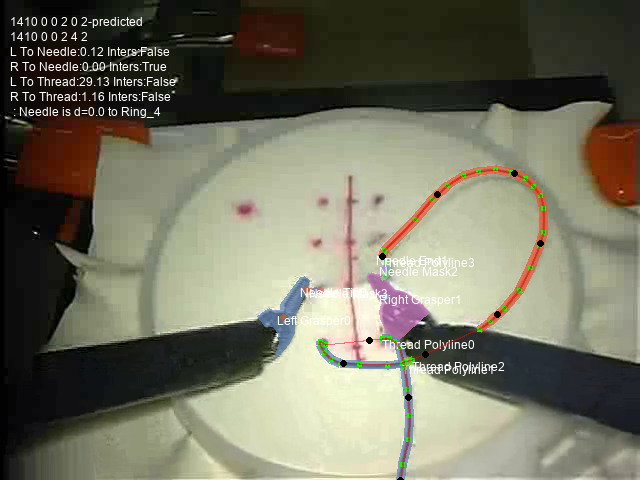 1410 0 0 2 0 2-predicted
1410 0 0 2 4 2
L To Needle:0.12 Inters:False
R To Needle:0.00 Inters:True
L To Thread:29.13 Inters:False
R To Thread:1.16 Inters:False
: Needle is d=0.0 to Ring_4
Thread Polyline3
Needle Mask2
Right Grasper1
Left Grasper0
Thread Polyline0
Thread Polyline2